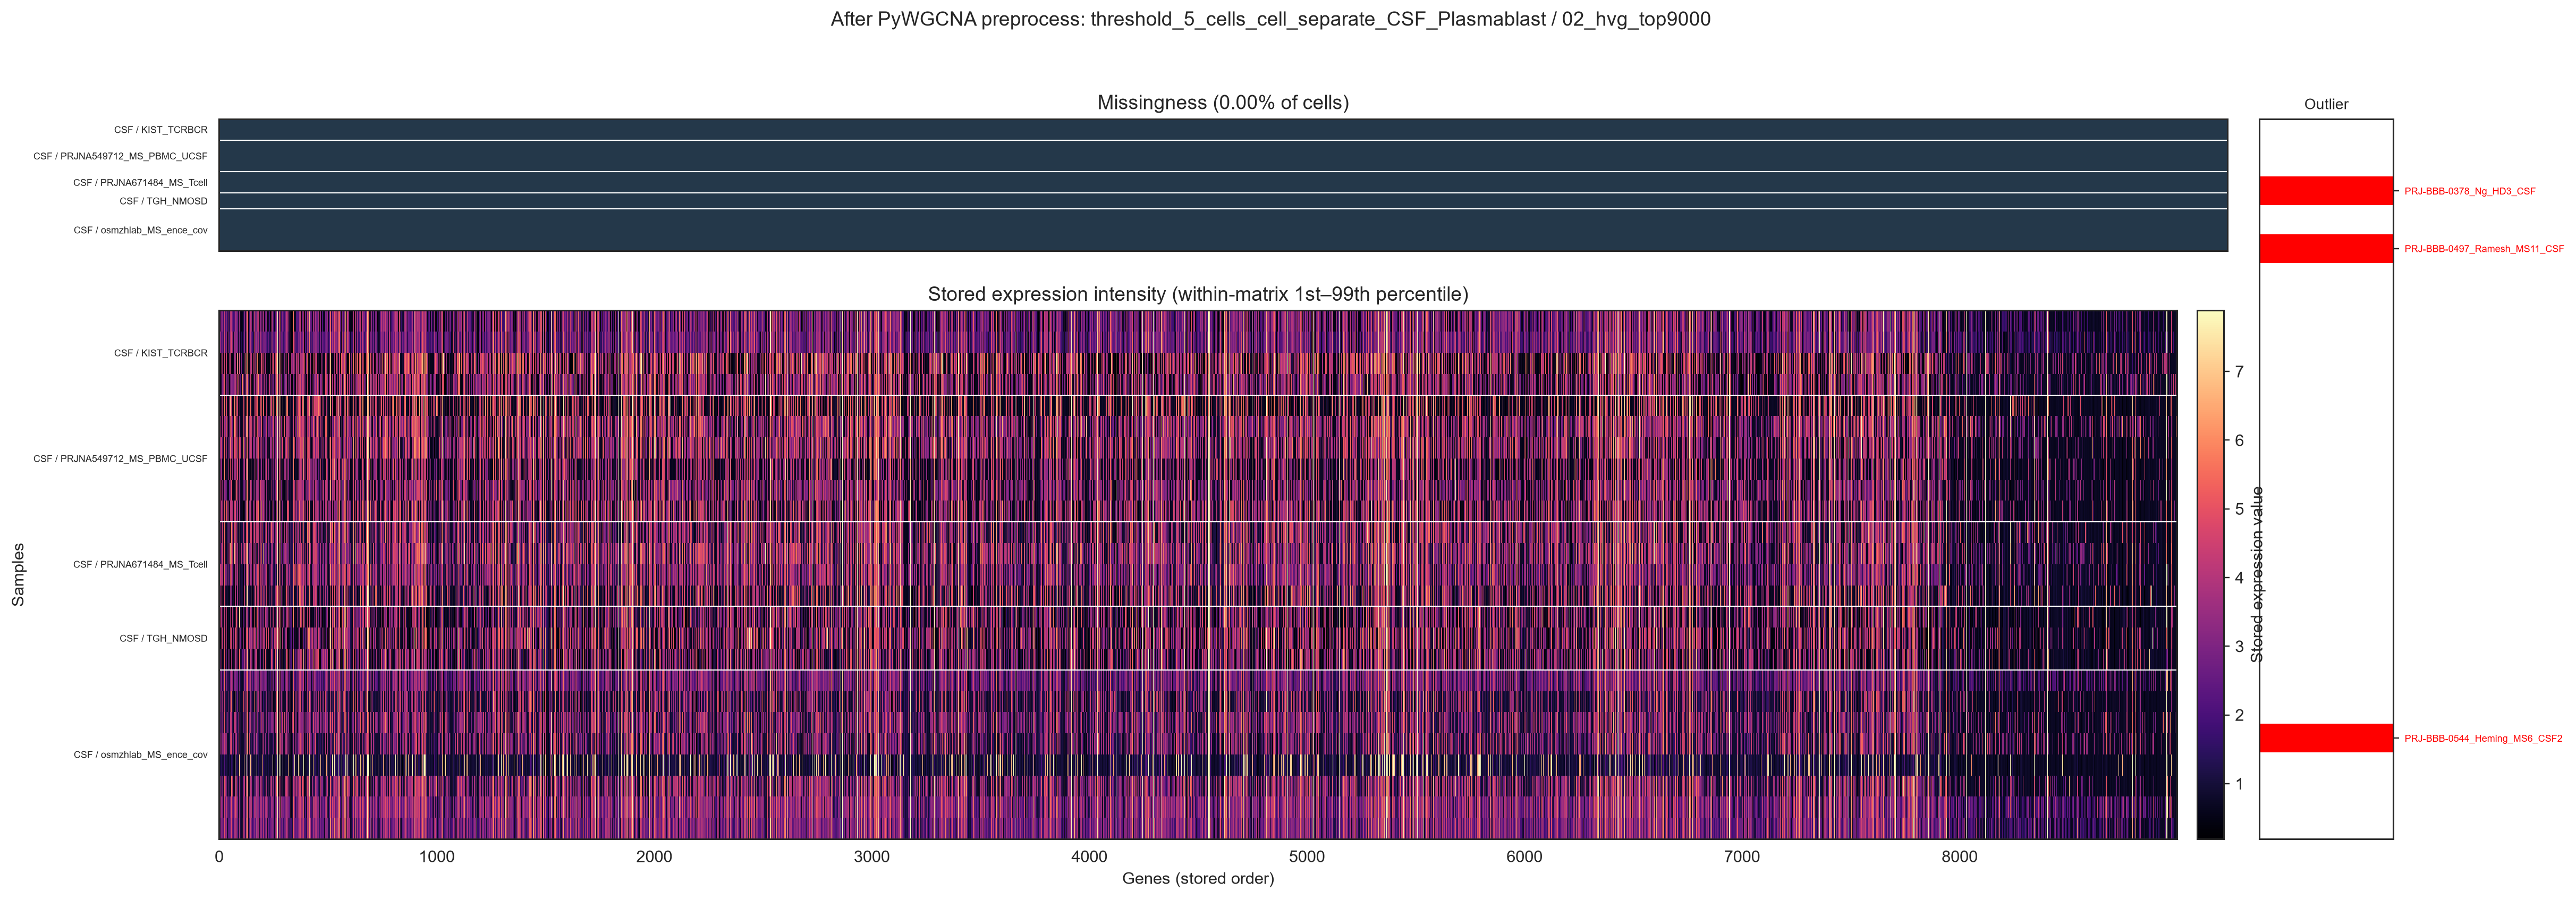 After PyWGCNA preprocess: threshold_5_cells_cell_separate_CSF_Plasmablast / 02_hvg_top9000
Missingness (0.00% of cells)
Outlier
CSF / KIST_TCRBCR
CSF / PRJNA549712_MS_PBMC_UCSF
CSF / PRJNA671484_MS_Tcell
CSF / TGH_NMOSD
CSF / osmzhlab_MS_ence_cov
PRJ-BBB-0378_Ng_HD3_CSF
PRJ-BBB-0497_Ramesh_MS11_CSF
PRJ-BBB-0544_Heming_MS6_CSF2
Stored expression intensity (within-matrix 1st–99th percentile)
Samples
CSF / KIST_TCRBCR
CSF / PRJNA549712_MS_PBMC_UCSF
CSF / PRJNA671484_MS_Tcell
CSF / TGH_NMOSD
CSF / osmzhlab_MS_ence_cov
7
6
5
4
3
2
1
Stored expression value
0 1000 2000 3000 4000 5000 6000 7000 8000
Genes (stored order)